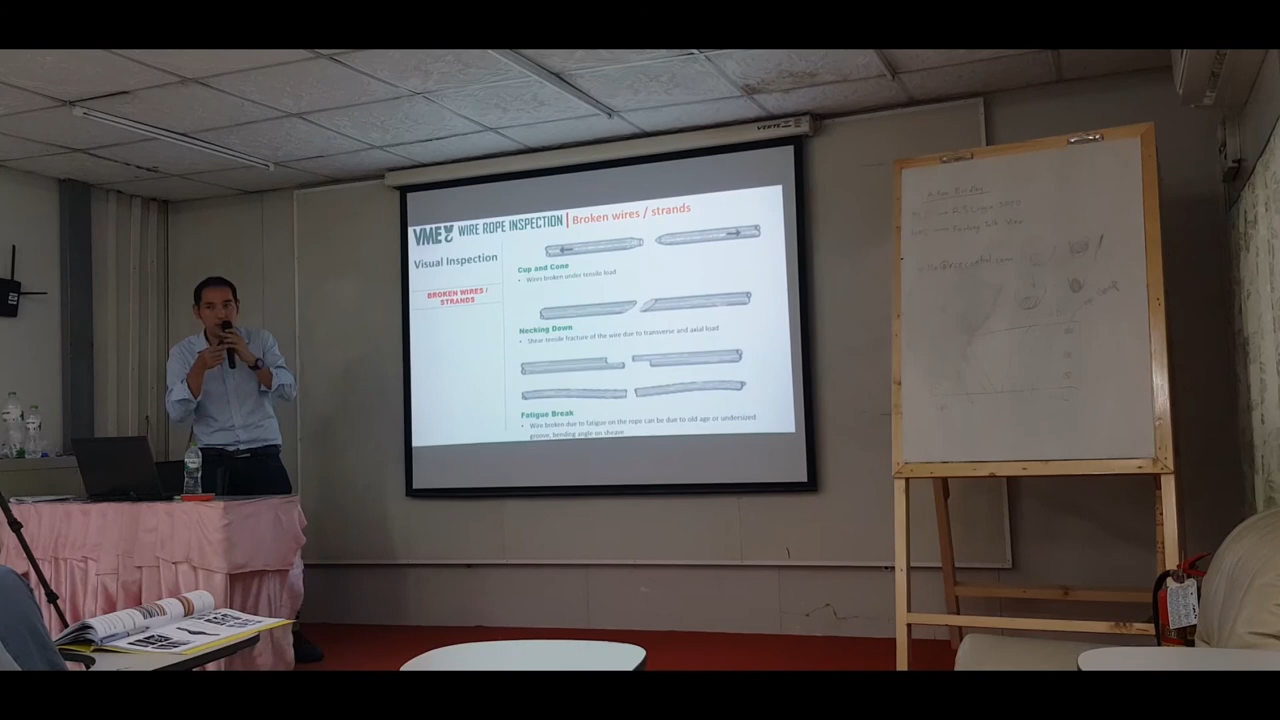 VERTEX
VME WIRE ROPE INSPECTION | Broken wires / strands
Visual Inspection
BROKEN WIRES /
STRANDS
Cup and Cone
• Wires broken under tensile load
Necking Down
• Shear-tensile fracture of the wire due to transverse and axial load
Fatigue Break
• Wire broken due to fatigue on the rope can be due to old age or undersized
groove, bending angle on sheave